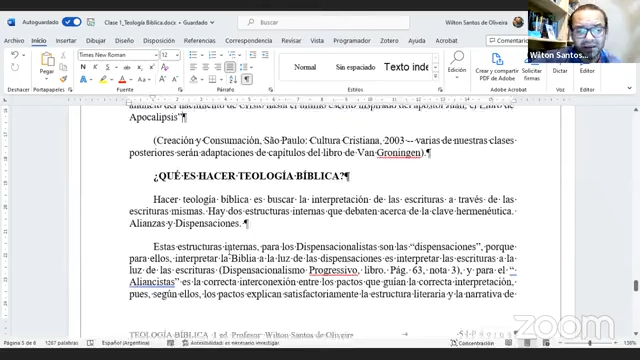 Autoguardado
Clase 1_Teología Bíblica.docx • Guardado
Buscar
Wilton Santos de Oliveira
Archivo Inicio Insertar Dibujar Diseño Disposición Referencias Correspondencia Revisar Vista Programador Zotero Ayuda Acrobat
Comentarios
Wilton Santos...
Pegar
Times New Roman 12
Normal Sin espaciado Texto inde
Edición
Crear y compartir Adobe PDF
Solicitar firmas
Dictar
Editor
Portapapeles Fuente Párrafo Estilos
Adobe Acrobat Voz Editor
Apocalipsis”¶
(Creación y Consumación, São Paulo: Cultura Cristiana, 2003 -- varias de nuestras clases
posteriores serán adaptaciones de capítulos del libro de Van Groningen).¶
¿QUÉ ES HACER TEOLOGÍA BÍBLICA?¶
Hacer teología bíblica es buscar la interpretación de las escrituras a través de las
escrituras mismas. Hay dos estructuras internas que debaten acerca de la clave hermenéutica.
Alianzas y Dispensaciones. ¶
Estas estructuras internas, para los Dispensacionalistas son las “dispensaciones”, porque
para ellos, interpretar la Biblia a la luz de las dispensaciones es interpretar las escrituras a la
luz de las escrituras (Dispensacionalismo Progressivo, libro. Pág. 63, nota 3), y para el “
Aliancistas” es la correcta interconexión entre los pactos que guían la correcta interpretación,
pues, según ellos, los pactos explican satisfactoriamente la estructura literaria y la narrativa de
TEOLOGÍA BÍBLICA I ed. Profesor Wilton Santos de Oliveira 5 | Página
Página 5 de 6 1267 palabras Español (Argentina) Accesibilidad: es necesario investigar
138%
zoom